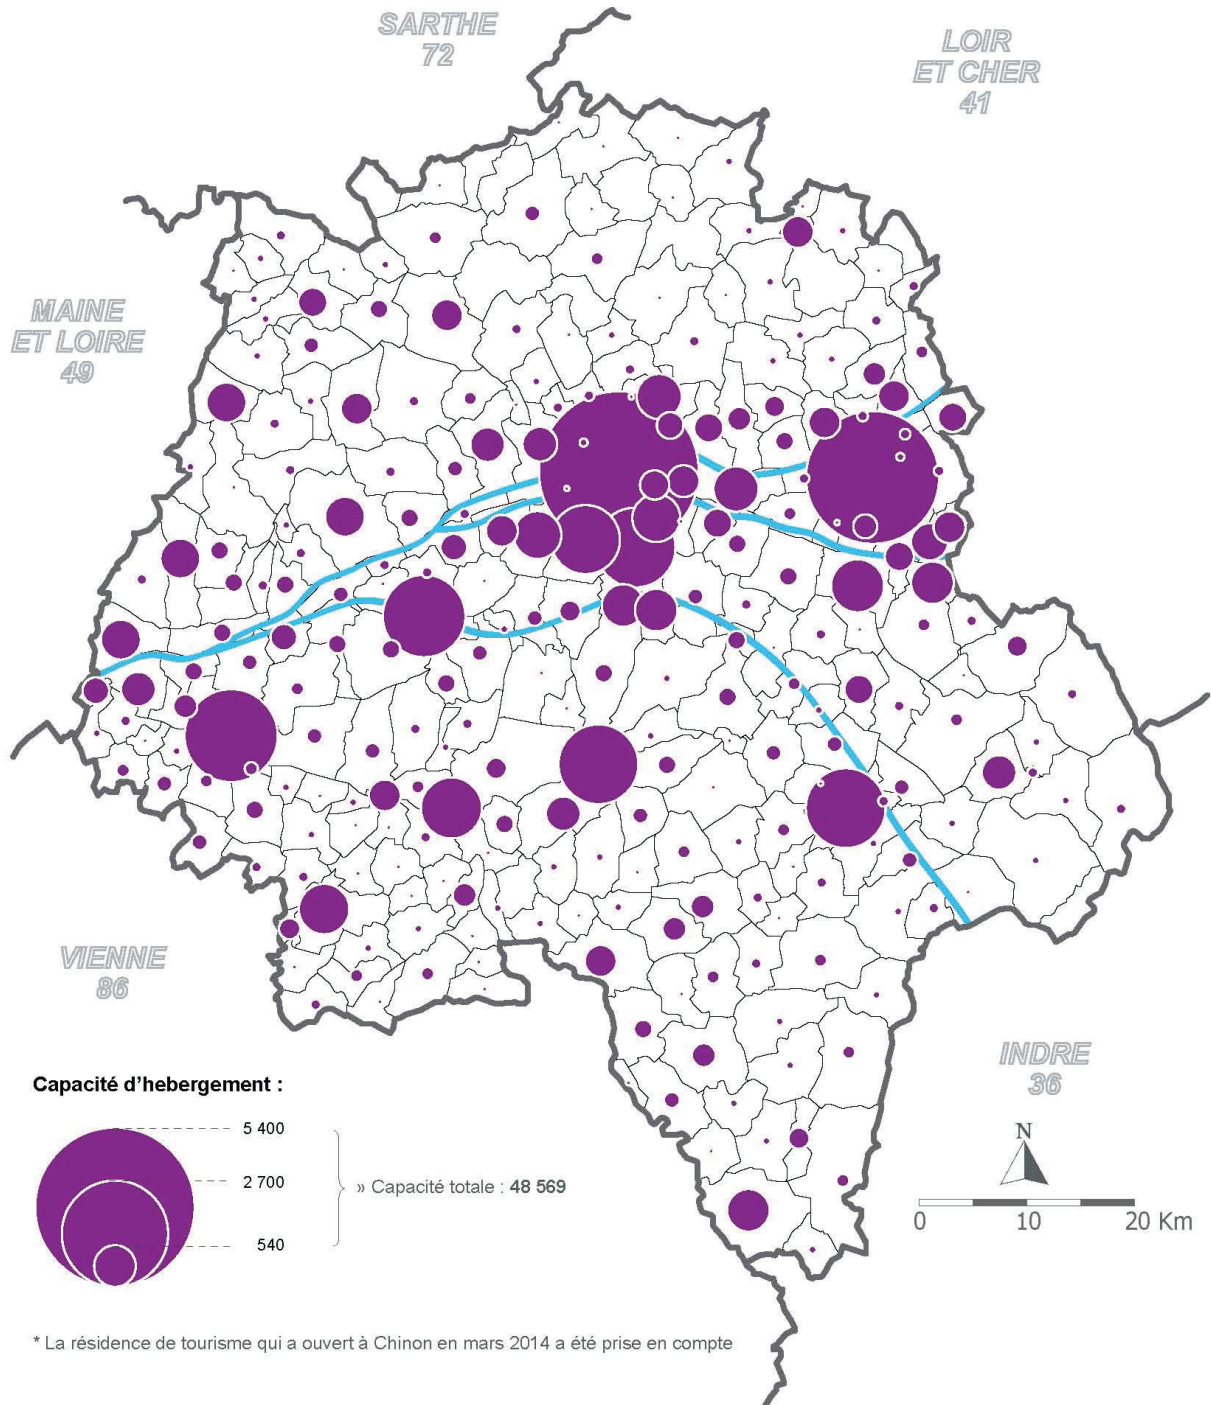 SARTHE
72
LOIR
ET CHER
41
MAINE
ET LOIRE
49
VIENNE
86
INDRE
36
Capacité d'hebergement :
5 400
2 700
540
» Capacité totale : 48 569
N
0 10 20 Km
* La résidence de tourisme qui a ouvert à Chinon en mars 2014 a été prise en compte